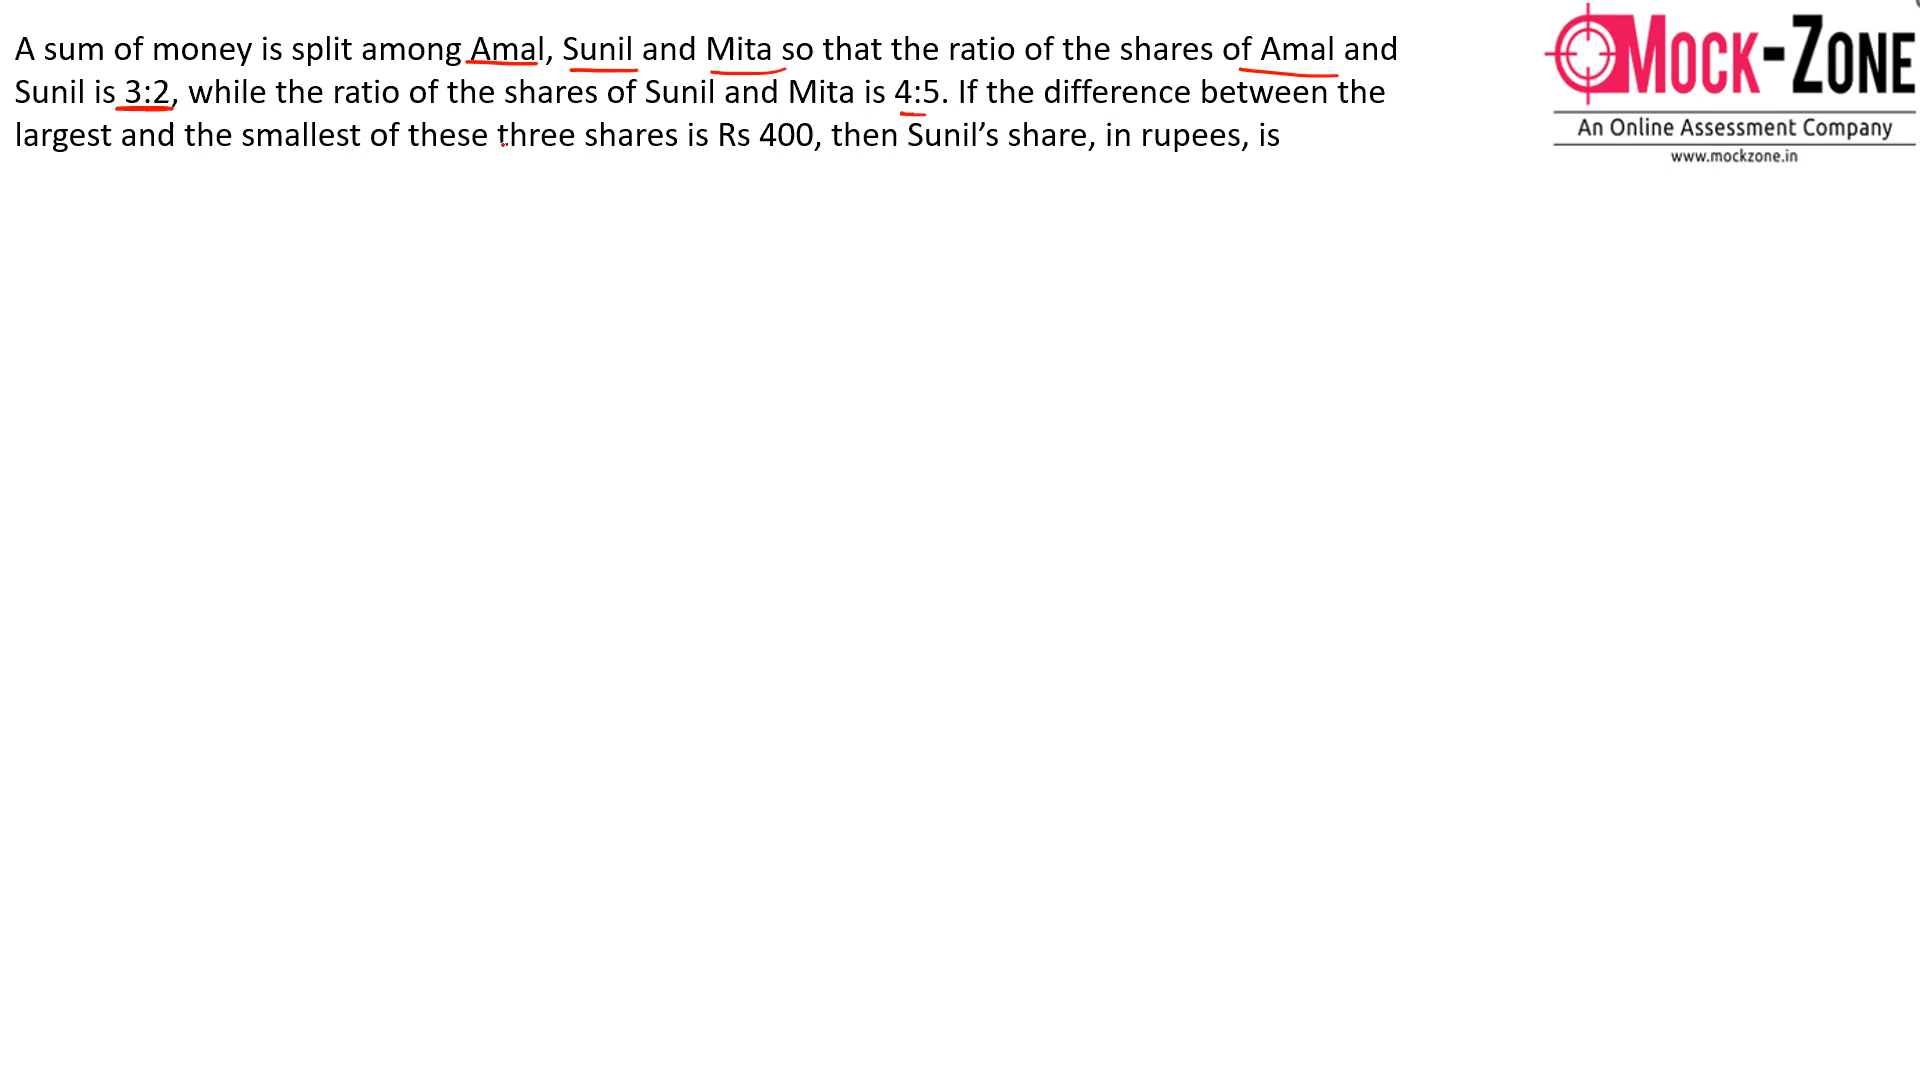 A sum of money is split among Amal, Sunil and Mita so that the ratio of the shares of Amal and
Sunil is 3:2, while the ratio of the shares of Sunil and Mita is 4:5. If the difference between the
largest and the smallest of these three shares is Rs 400, then Sunil’s share, in rupees, is
MOCK-ZONE
An Online Assessment Company
www.mockzone.in